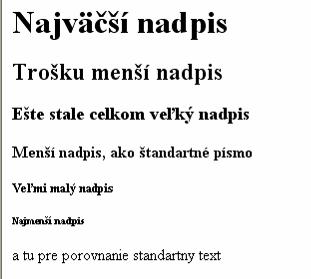 Najväčší nadpis
Trošku menší nadpis
Ešte stale celkom veľký nadpis
Menší nadpis, ako štandartné písmo
Veľmi malý nadpis
Najmenší nadpis
a tu pre porovnanie standartny text